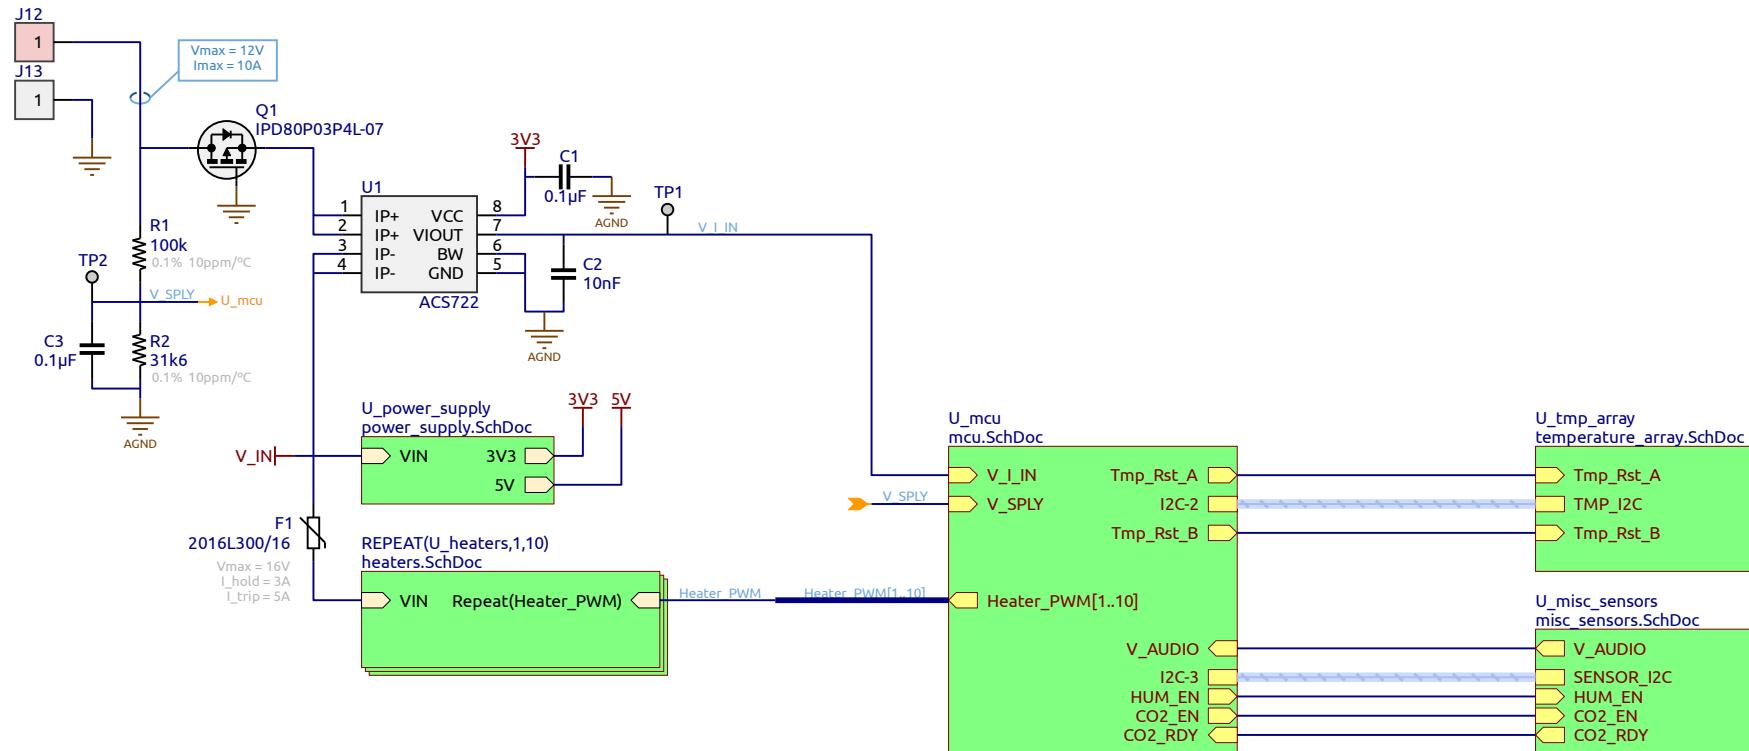 J12
1
J13
1
Vmax = 12V
Imax = 10A
Q1
IPD80P03P4L-07
R1
100k
0.1% 10ppm/ºC
TP2
V_SPLY
U_mcu
C3
0.1µF
R2
31k6
0.1% 10ppm/ºC
AGND
U1
1
2
3
4
IP+
IP+
IP-
IP-
VCC
VIOUT
BW
GND
8
7
6
5
ACS722
3V3
C1
0.1µF
AGND
TP1
V_I_IN
C2
10nF
AGND
U_power_supply
power_supply.SchDoc
V_IN
VIN
3V3
5V
3V3
5V
F1
2016L300/16
Vmax = 16V
I_hold = 3A
I_trip = 5A
REPEAT(U_heaters,1,10)
heaters.SchDoc
VIN
Repeat(Heater_PWM)
Heater_PWM
Heater_PWM[1..10]
U_mcu
mcu.SchDoc
V_I_IN
V_SPLY
V_SPLY
Heater_PWM[1..10]
Tmp_Rst_A
I2C-2
Tmp_Rst_B
V_AUDIO
I2C-3
HUM_EN
CO2_EN
CO2_RDY
U_tmp_array
temperature_array.SchDoc
Tmp_Rst_A
TMP_I2C
Tmp_Rst_B
U_misc_sensors
misc_sensors.SchDoc
V_AUDIO
SENSOR_I2C
HUM_EN
CO2_EN
CO2_RDY